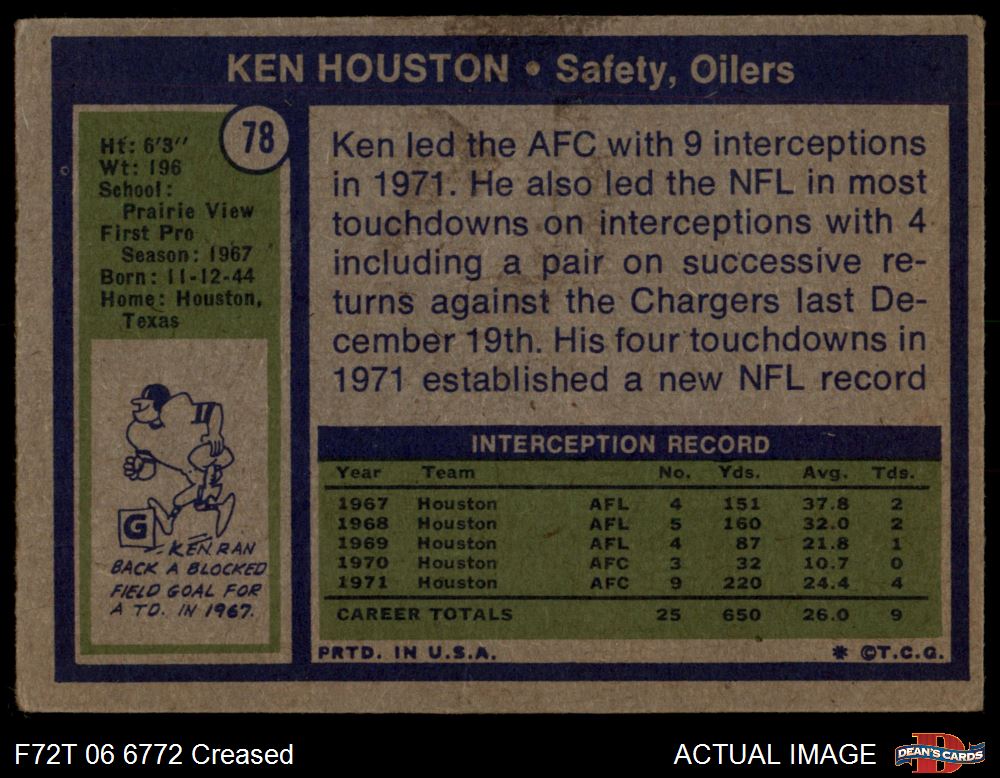 KEN HOUSTON • Safety, Oilers
78
Ht: 6'3"
Wt: 196
School:
Prairie View
First Pro
Season: 1967
Born: 11-12-44
Home: Houston,
Texas
Ken led the AFC with 9 interceptions
in 1971. He also led the NFL in most
touchdowns on interceptions with 4
including a pair on successive re-
turns against the Chargers last De-
cember 19th. His four touchdowns in
1971 established a new NFL record
G
KEN RAN
BACK A BLOCKED
FIELD GOAL FOR
A TD. IN 1967.
INTERCEPTION RECORD
Year Team No. Yds. Avg. Tds.
1967 Houston AFL 4 151 37.8 2
1968 Houston AFL 5 160 32.0 2
1969 Houston AFL 4 87 21.8 1
1970 Houston AFC 3 32 10.7 0
1971 Houston AFC 9 220 24.4 4
CAREER TOTALS 25 650 26.0 9
PRTD. IN U.S.A. * ©T.C.G.
F72T 06 6772 Creased
ACTUAL IMAGE
DEAN'S CARDS